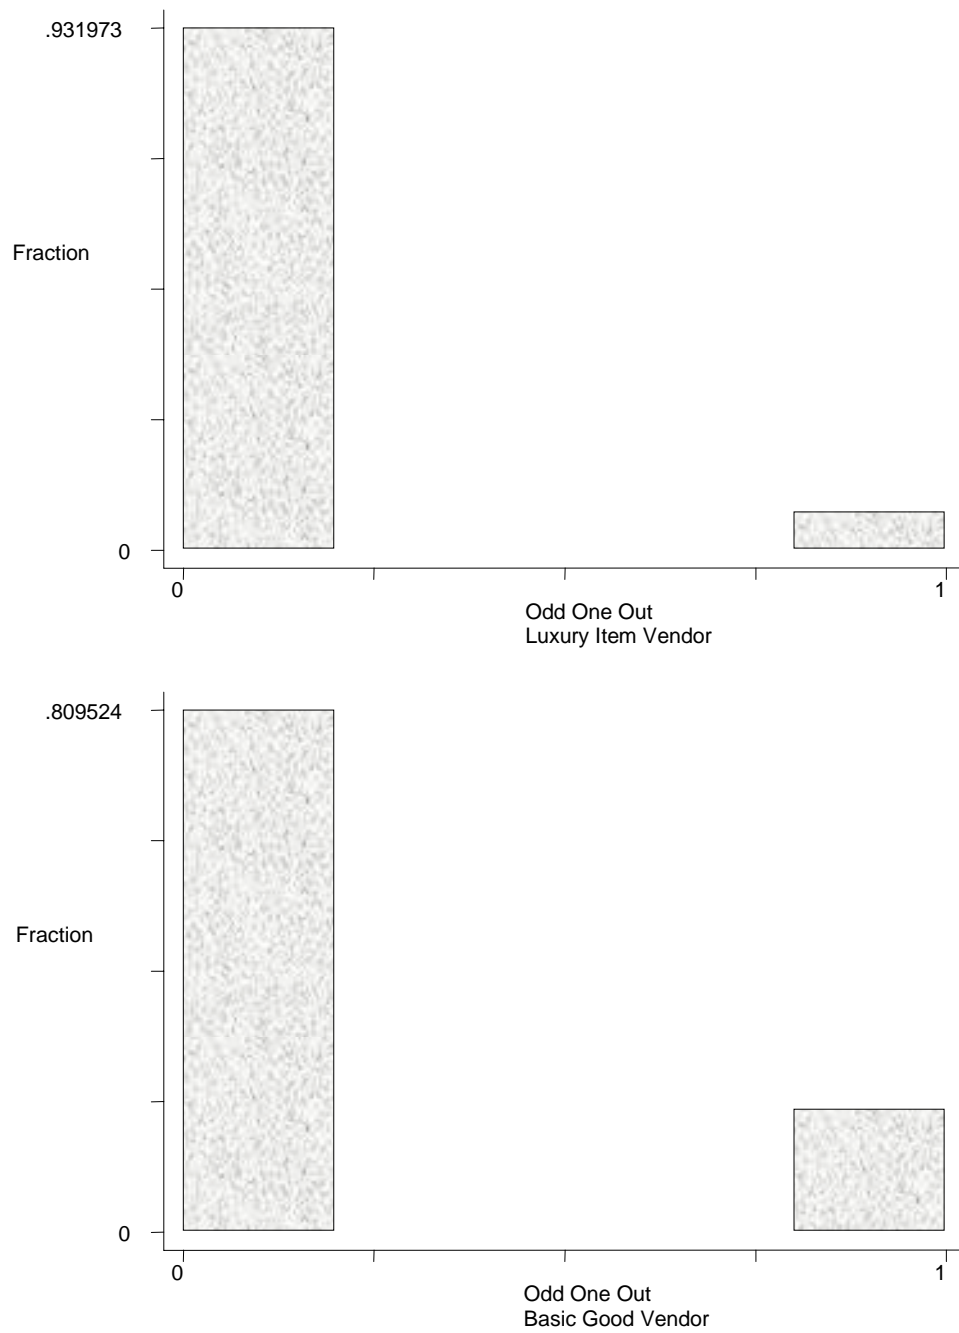 .931973
Fraction
0
0
1
Odd One Out
Luxury Item Vendor
.809524
Fraction
0
0
1
Odd One Out
Basic Good Vendor